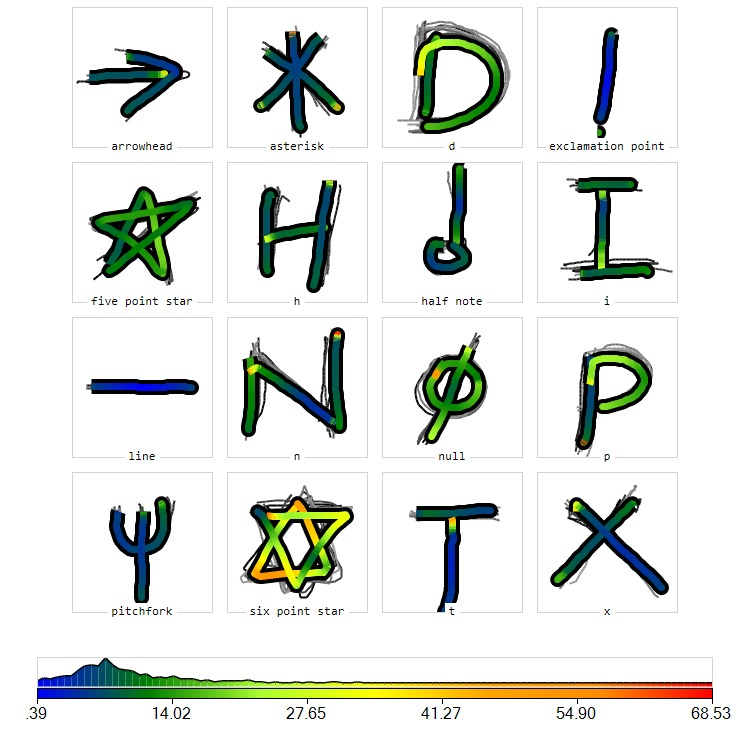 arrowhead asterisk d exclamation point
five point star h half note i
line n null p
pitchfork six point star t x
.39 14.02 27.65 41.27 54.90 68.53